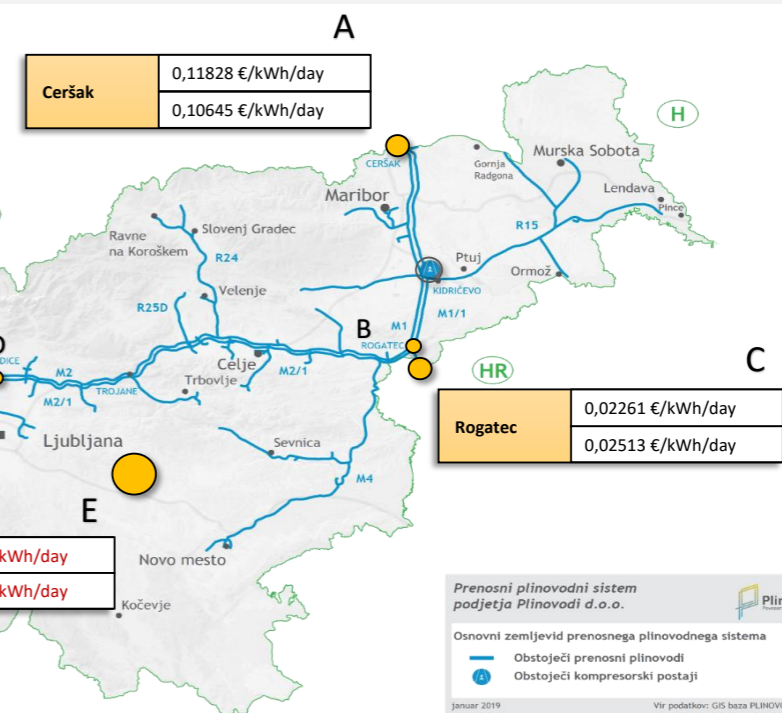 A
Ceršak
0,11828 €/kWh/day
0,10645 €/kWh/day
H
CERŠAK
Gornja
Radgona
Murska Sobota
Lendava
Pince
Maribor
R15
Ravne
na Koroškem
Slovenj Gradec
R24
Ptuj
Ormož
KIDRIČEVO
Velenje
R25D
M1
M1/1
B
ROGATEC
HR
C
Celje
M2/1
M2
TROJANE
Trbovlje
M2/1
Rogatec
0,02261 €/kWh/day
0,02513 €/kWh/day
Ljubljana
Sevnica
M4
E
kWh/day
kWh/day
Novo mesto
Kočevje
Prenosni plinovodni sistem
podjetja Plinovodi d.o.o.
Osnovni zemljevid prenosnega plinovodnega sistema
Obstoječi prenosni plinovodi
Obstoječi kompresorski postaji
januar 2019
Vir podatkov: GIS baza PLINOV